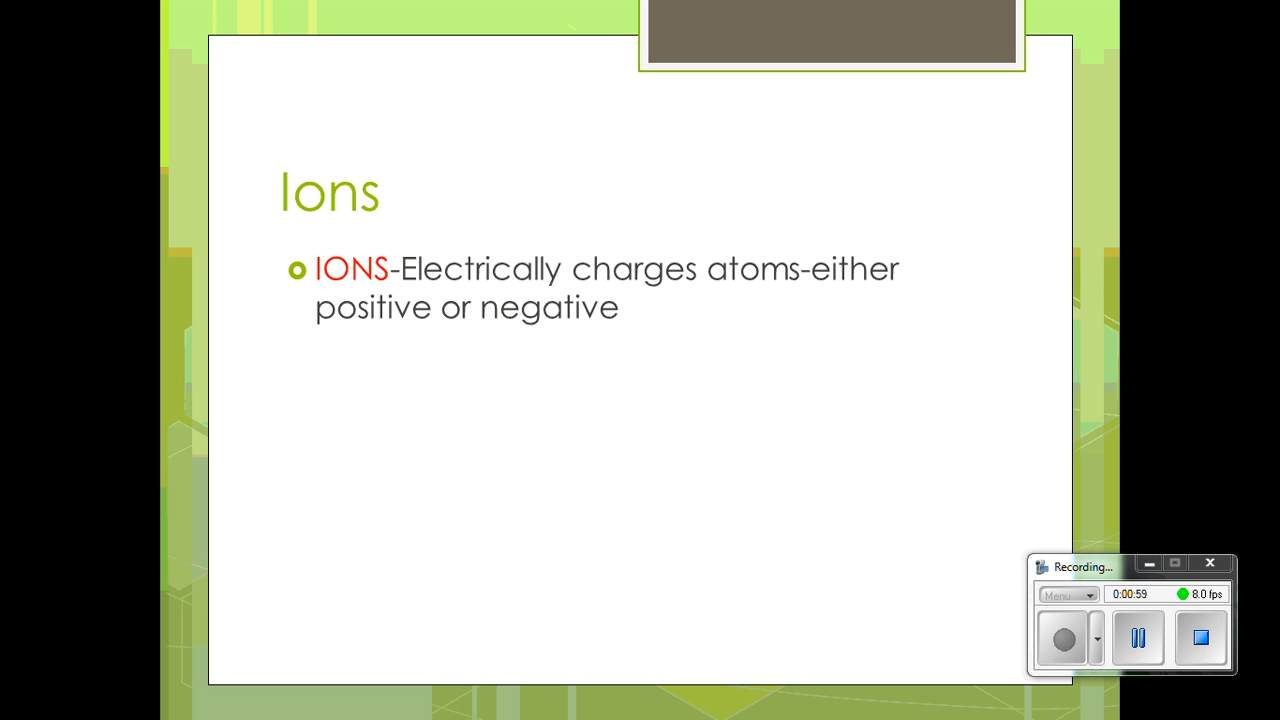 Ions
IONS-Electrically charges atoms-either
positive or negative
Recording...
Menu
0:00:59
8.0 fps